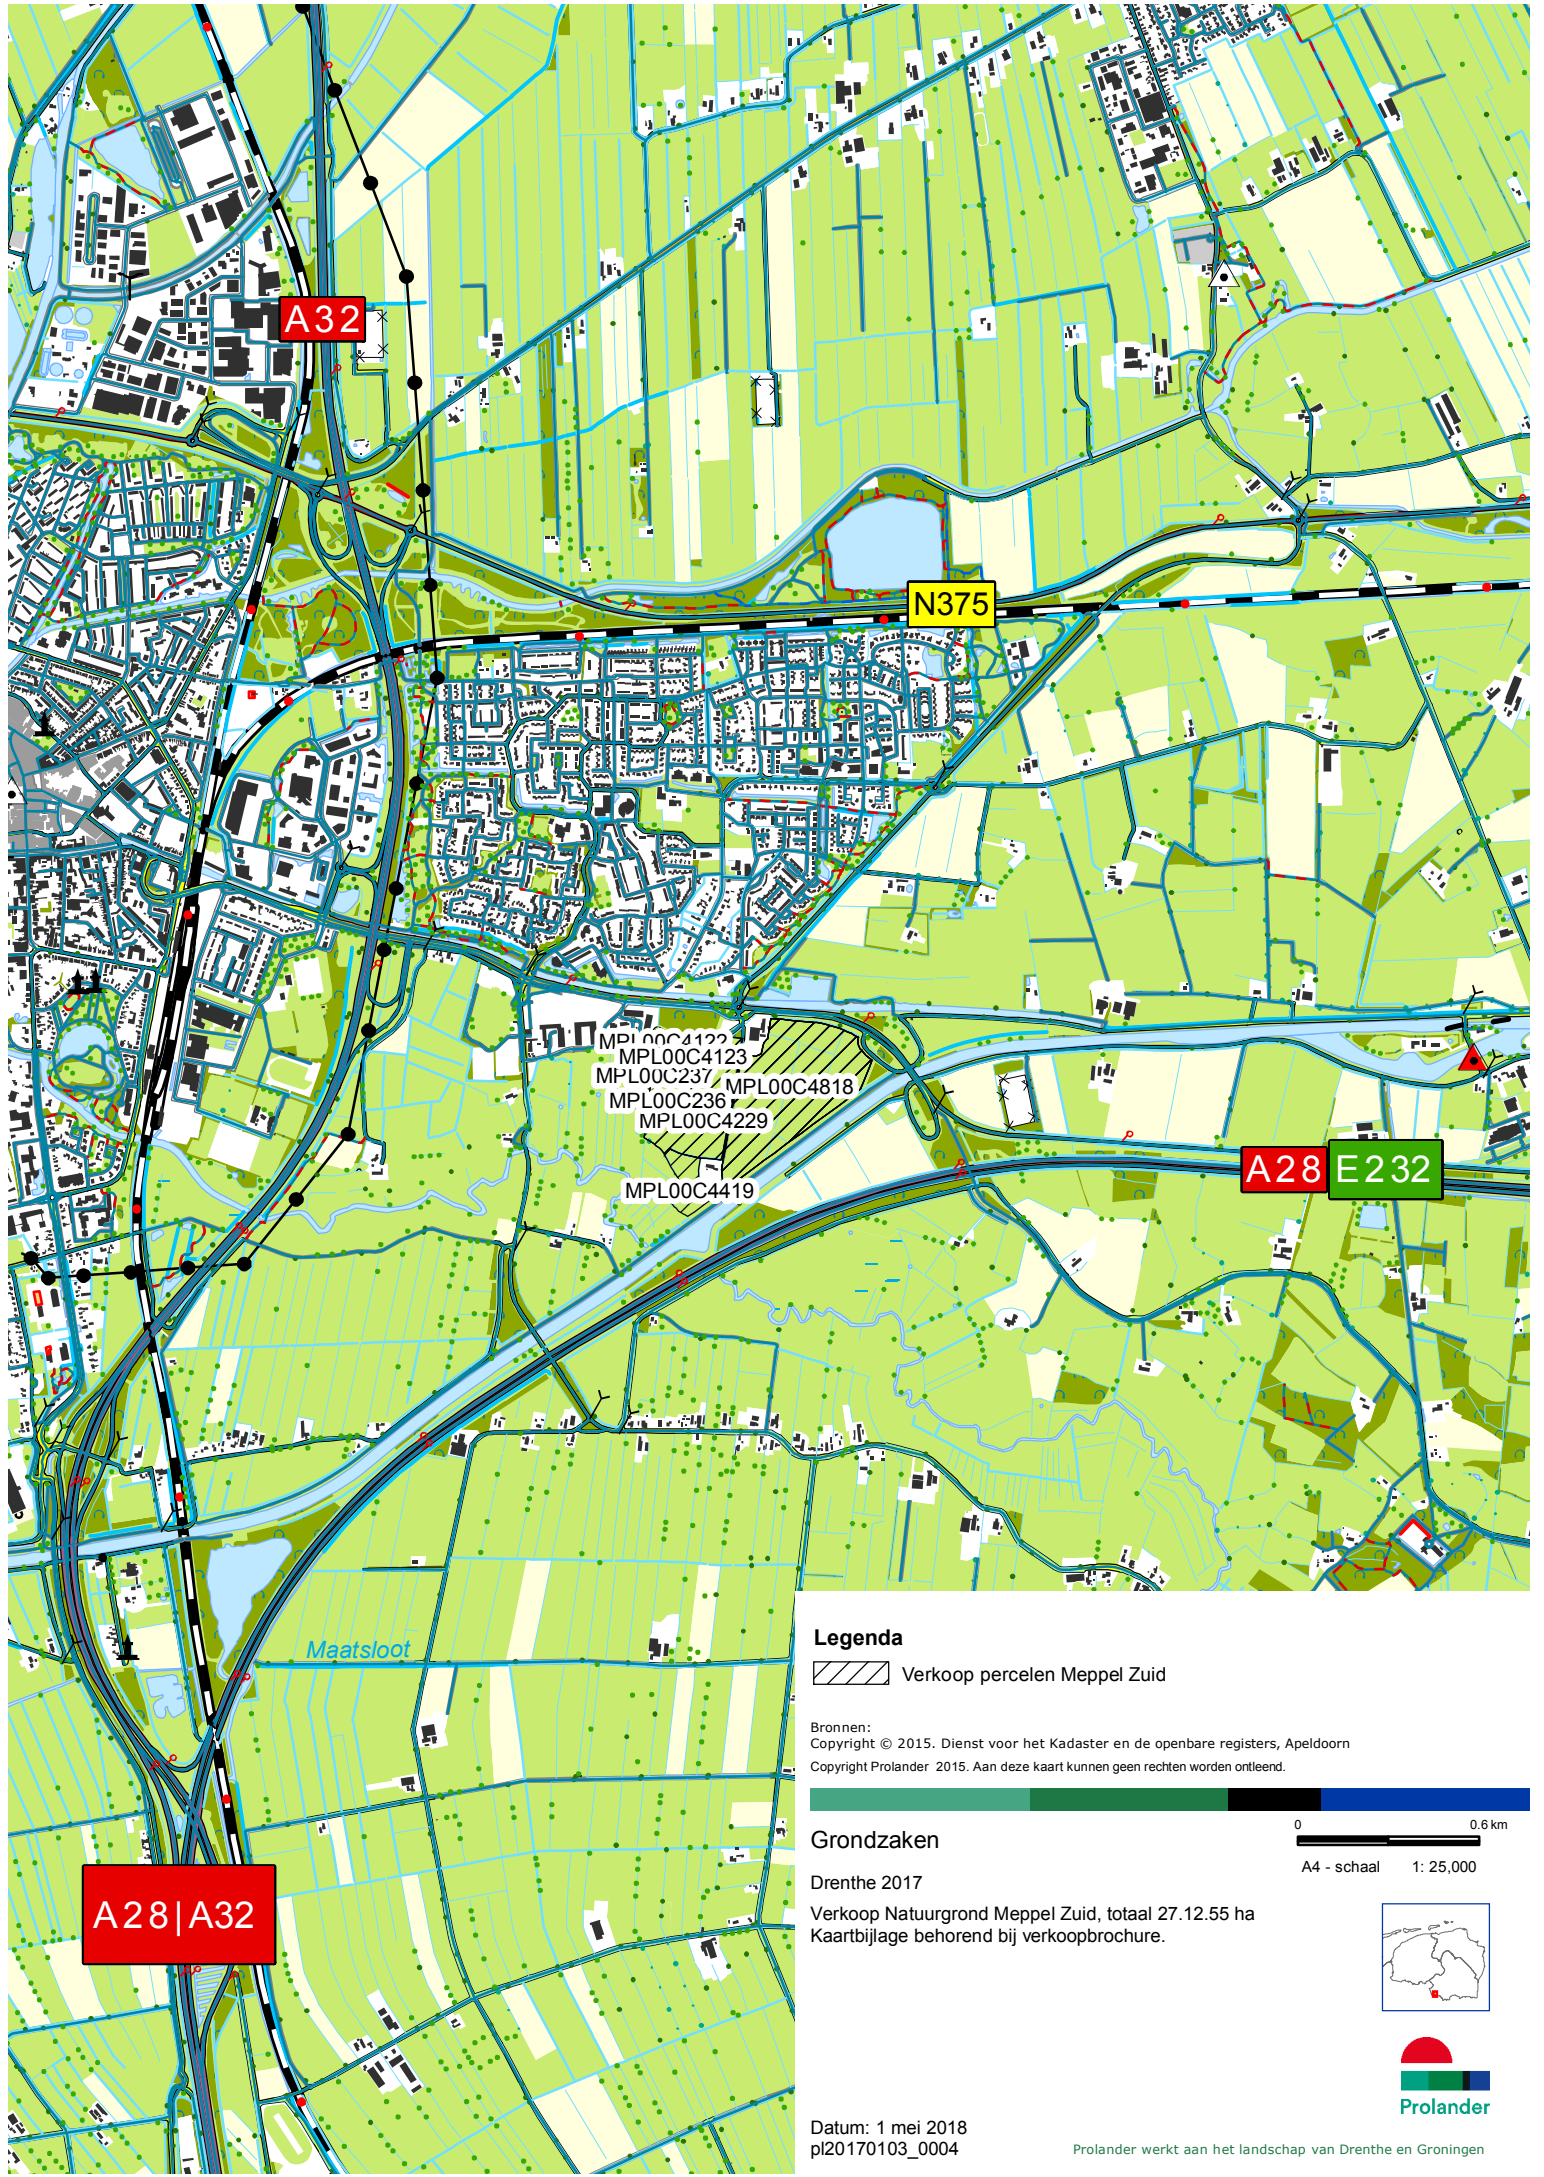 A32
N375
MPL00C4122
MPL00C4123
MPL00C237
MPL00C4818
MPL00C236
MPL00C4229
MPL00C4419
A28 E232
Maatsloot
A28|A32
Legenda
Verkoop percelen Meppel Zuid
Bronnen:
Copyright © 2015. Dienst voor het Kadaster en de openbare registers, Apeldoorn
Copyright Prolander 2015. Aan deze kaart kunnen geen rechten worden ontleend.
Grondzaken
0 0.6 km
A4 - schaal 1: 25,000
Drenthe 2017
Verkoop Natuurgrond Meppel Zuid, totaal 27.12.55 ha
Kaartbijlage behorend bij verkoopbrochure.
Prolander
Datum: 1 mei 2018
pl20170103_0004
Prolander werkt aan het landschap van Drenthe en Groningen